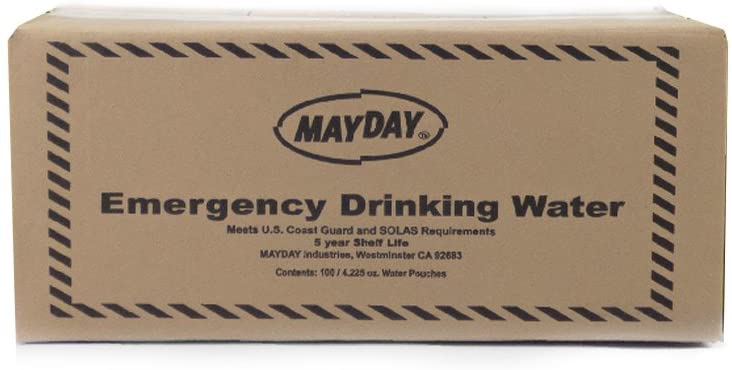 MAYDAY
Emergency Drinking Water
Meets U.S. Coast Guard and SOLAS Requirements
5 year Shelf Life
MAYDAY Industries, Westminster CA 92683
Contents: 100 / 4.225 oz. Water Pouches